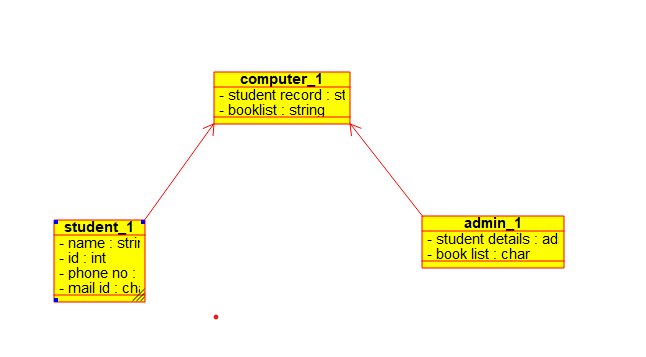 computer_1
- student record : st
- booklist : string
student_1
- name : strin
- id : int
- phone no :
- mail id : cha
admin_1
- student details : ad
- book list : char